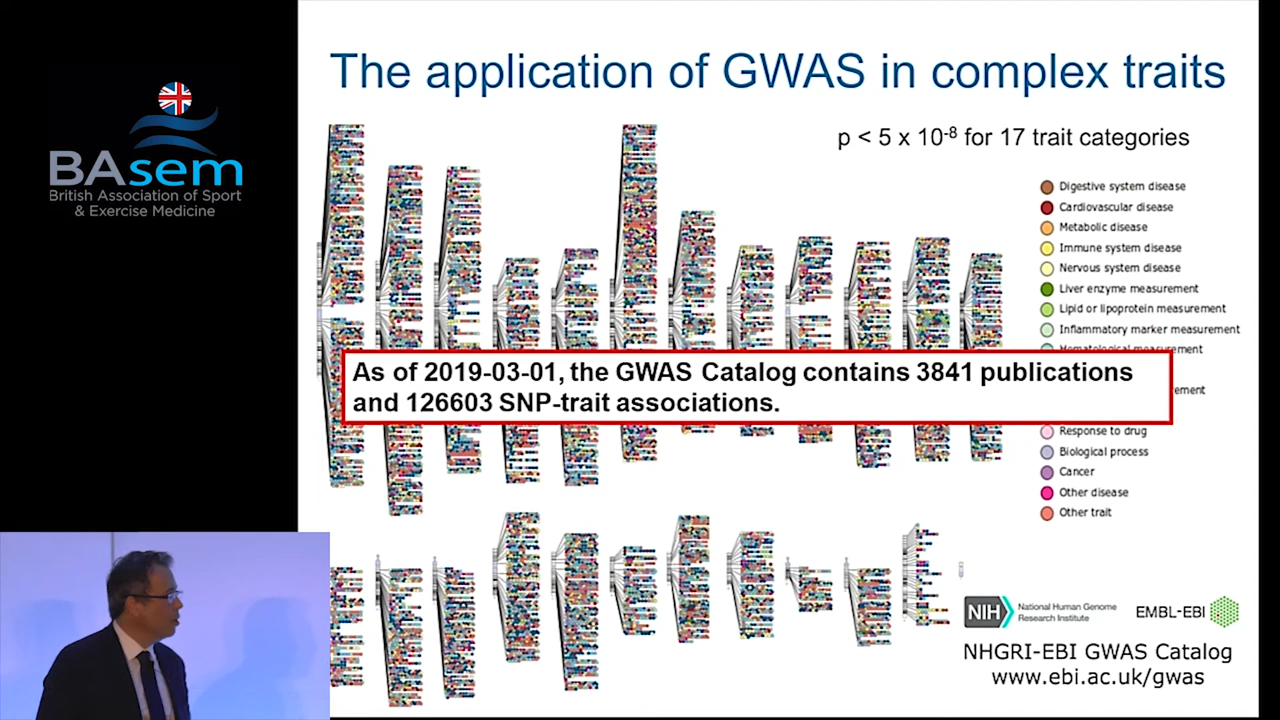 BAsem
British Association of Sport
& Exercise Medicine
The application of GWAS in complex traits
p < 5 x 10⁻⁸ for 17 trait categories
Digestive system disease
Cardiovascular disease
Metabolic disease
Immune system disease
Nervous system disease
Liver enzyme measurement
Lipid or lipoprotein measurement
Inflammatory marker measurement
Hematological measurement
As of 2019-03-01, the GWAS Catalog contains 3841 publications
and 126603 SNP-trait associations.
Response to drug
Biological process
Cancer
Other disease
Other trait
NIH
National Human Genome
Research Institute
EMBL-EBI
NHGRI-EBI GWAS Catalog
www.ebi.ac.uk/gwas